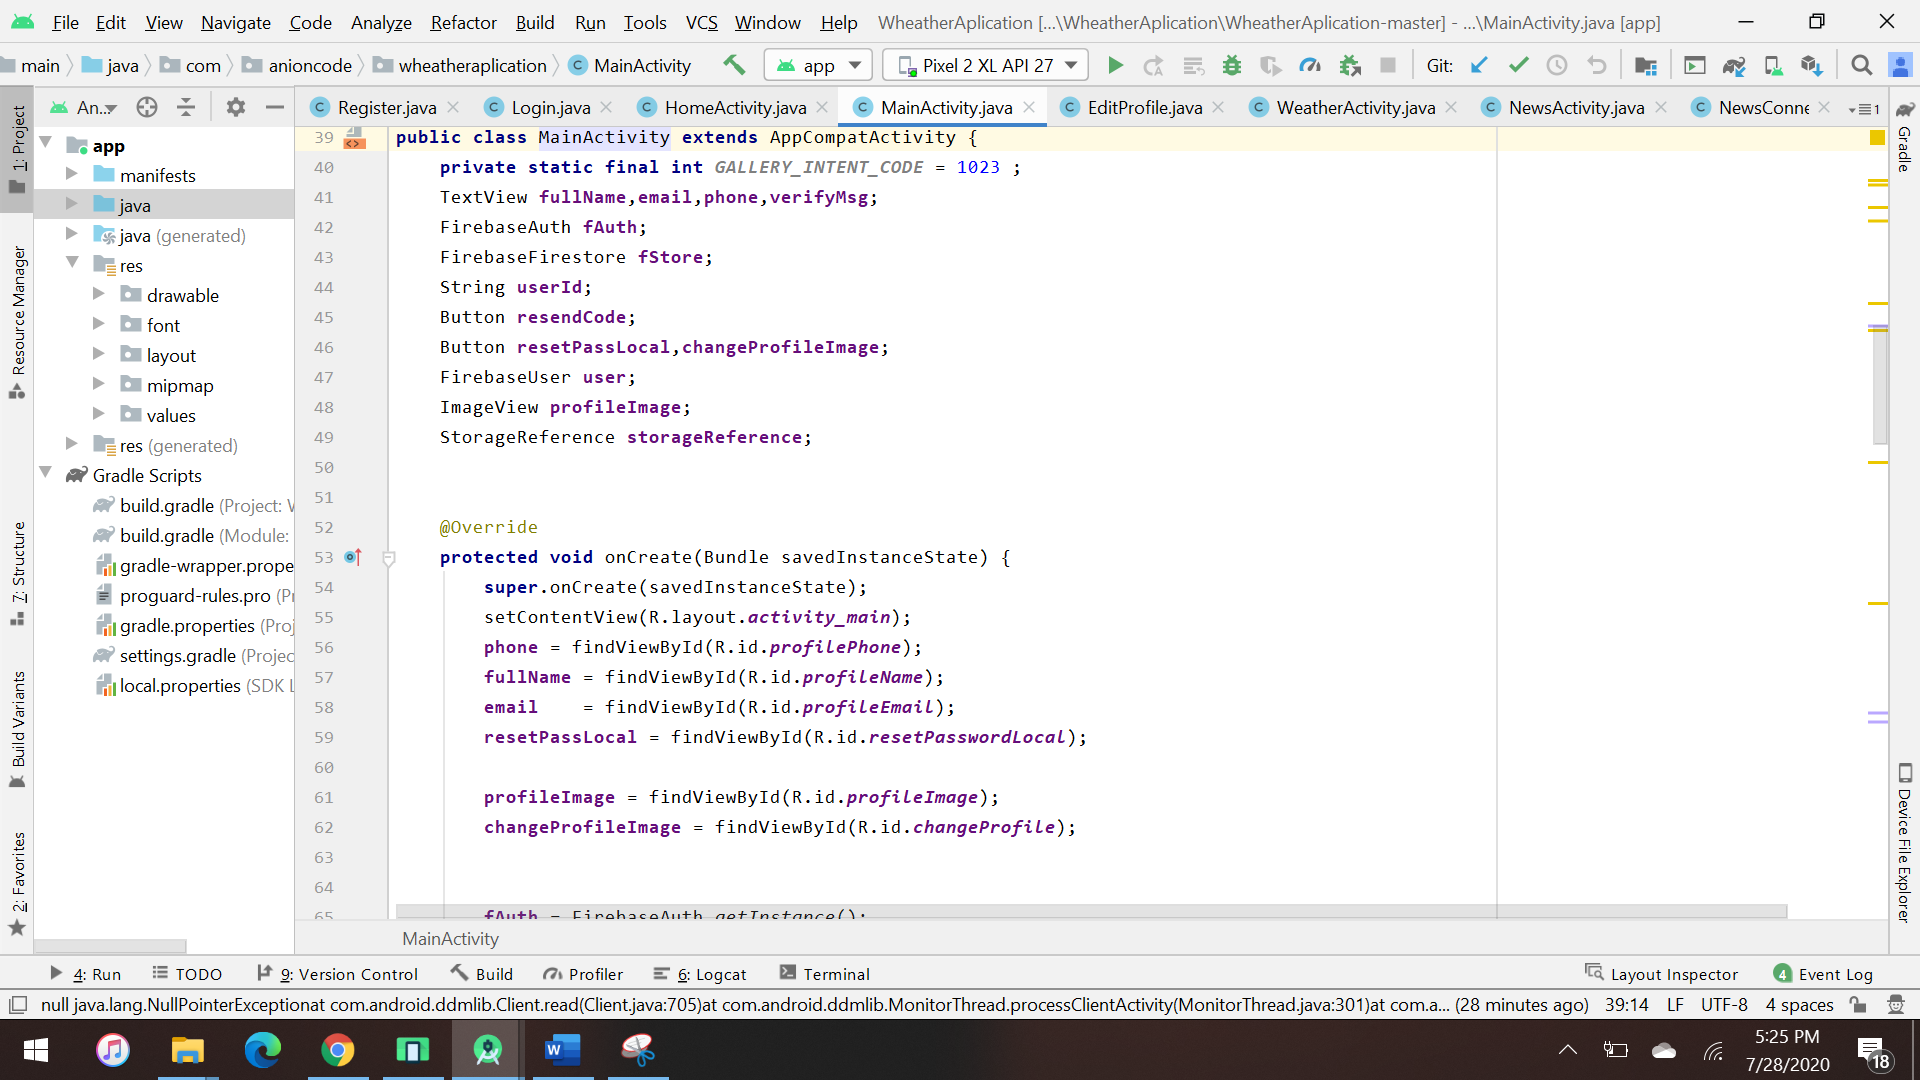 File Edit View Navigate Code Analyze Refactor Build Run Tools VCS Window Help WheatherAplication [...\WheatherAplication\WheatherAplication-master] - ...\MainActivity.java [app]
main java com anioncode wheatheraplication MainActivity app Pixel 2 XL API 27 Git:
An... Register.java Login.java HomeActivity.java MainActivity.java EditProfile.java WeatherActivity.java NewsActivity.java NewsConne 1
1: Project
Resource Manager
7: Structure
Build Variants
2: Favorites
app
manifests
java
java (generated)
res
drawable
font
layout
mipmap
values
res (generated)
Gradle Scripts
build.gradle (Project: W
build.gradle (Module:
gradle-wrapper.prope
proguard-rules.pro (Pr
gradle.properties (Proj
settings.gradle (Projec
local.properties (SDK L
39 public class MainActivity extends AppCompatActivity {
40 private static final int GALLERY_INTENT_CODE = 1023 ;
41 TextView fullName,email,phone,verifyMsg;
42 FirebaseAuth fAuth;
43 FirebaseFirestore fStore;
44 String userId;
45 Button resendCode;
46 Button resetPassLocal,changeProfileImage;
47 FirebaseUser user;
48 ImageView profileImage;
49 StorageReference storageReference;
50
51
52 @Override
53 protected void onCreate(Bundle savedInstanceState) {
54 super.onCreate(savedInstanceState);
55 setContentView(R.layout.activity_main);
56 phone = findViewById(R.id.profilePhone);
57 fullName = findViewById(R.id.profileName);
58 email    = findViewById(R.id.profileEmail);
59 resetPassLocal = findViewById(R.id.resetPasswordLocal);
60
61 profileImage = findViewById(R.id.profileImage);
62 changeProfileImage = findViewById(R.id.changeProfile);
63
64
65 fAuth = FirebaseAuth.getInstance();
MainActivity
Gradle
Device File Explorer
4: Run TODO 9: Version Control Build Profiler 6: Logcat Terminal Layout Inspector 4 Event Log
null java.lang.NullPointerExceptionat com.android.ddmlib.Client.read(Client.java:705)at com.android.ddmlib.MonitorThread.processClientActivity(MonitorThread.java:301)at com.a... (28 minutes ago) 39:14 LF UTF-8 4 spaces
W
5:25 PM
7/28/2020
18